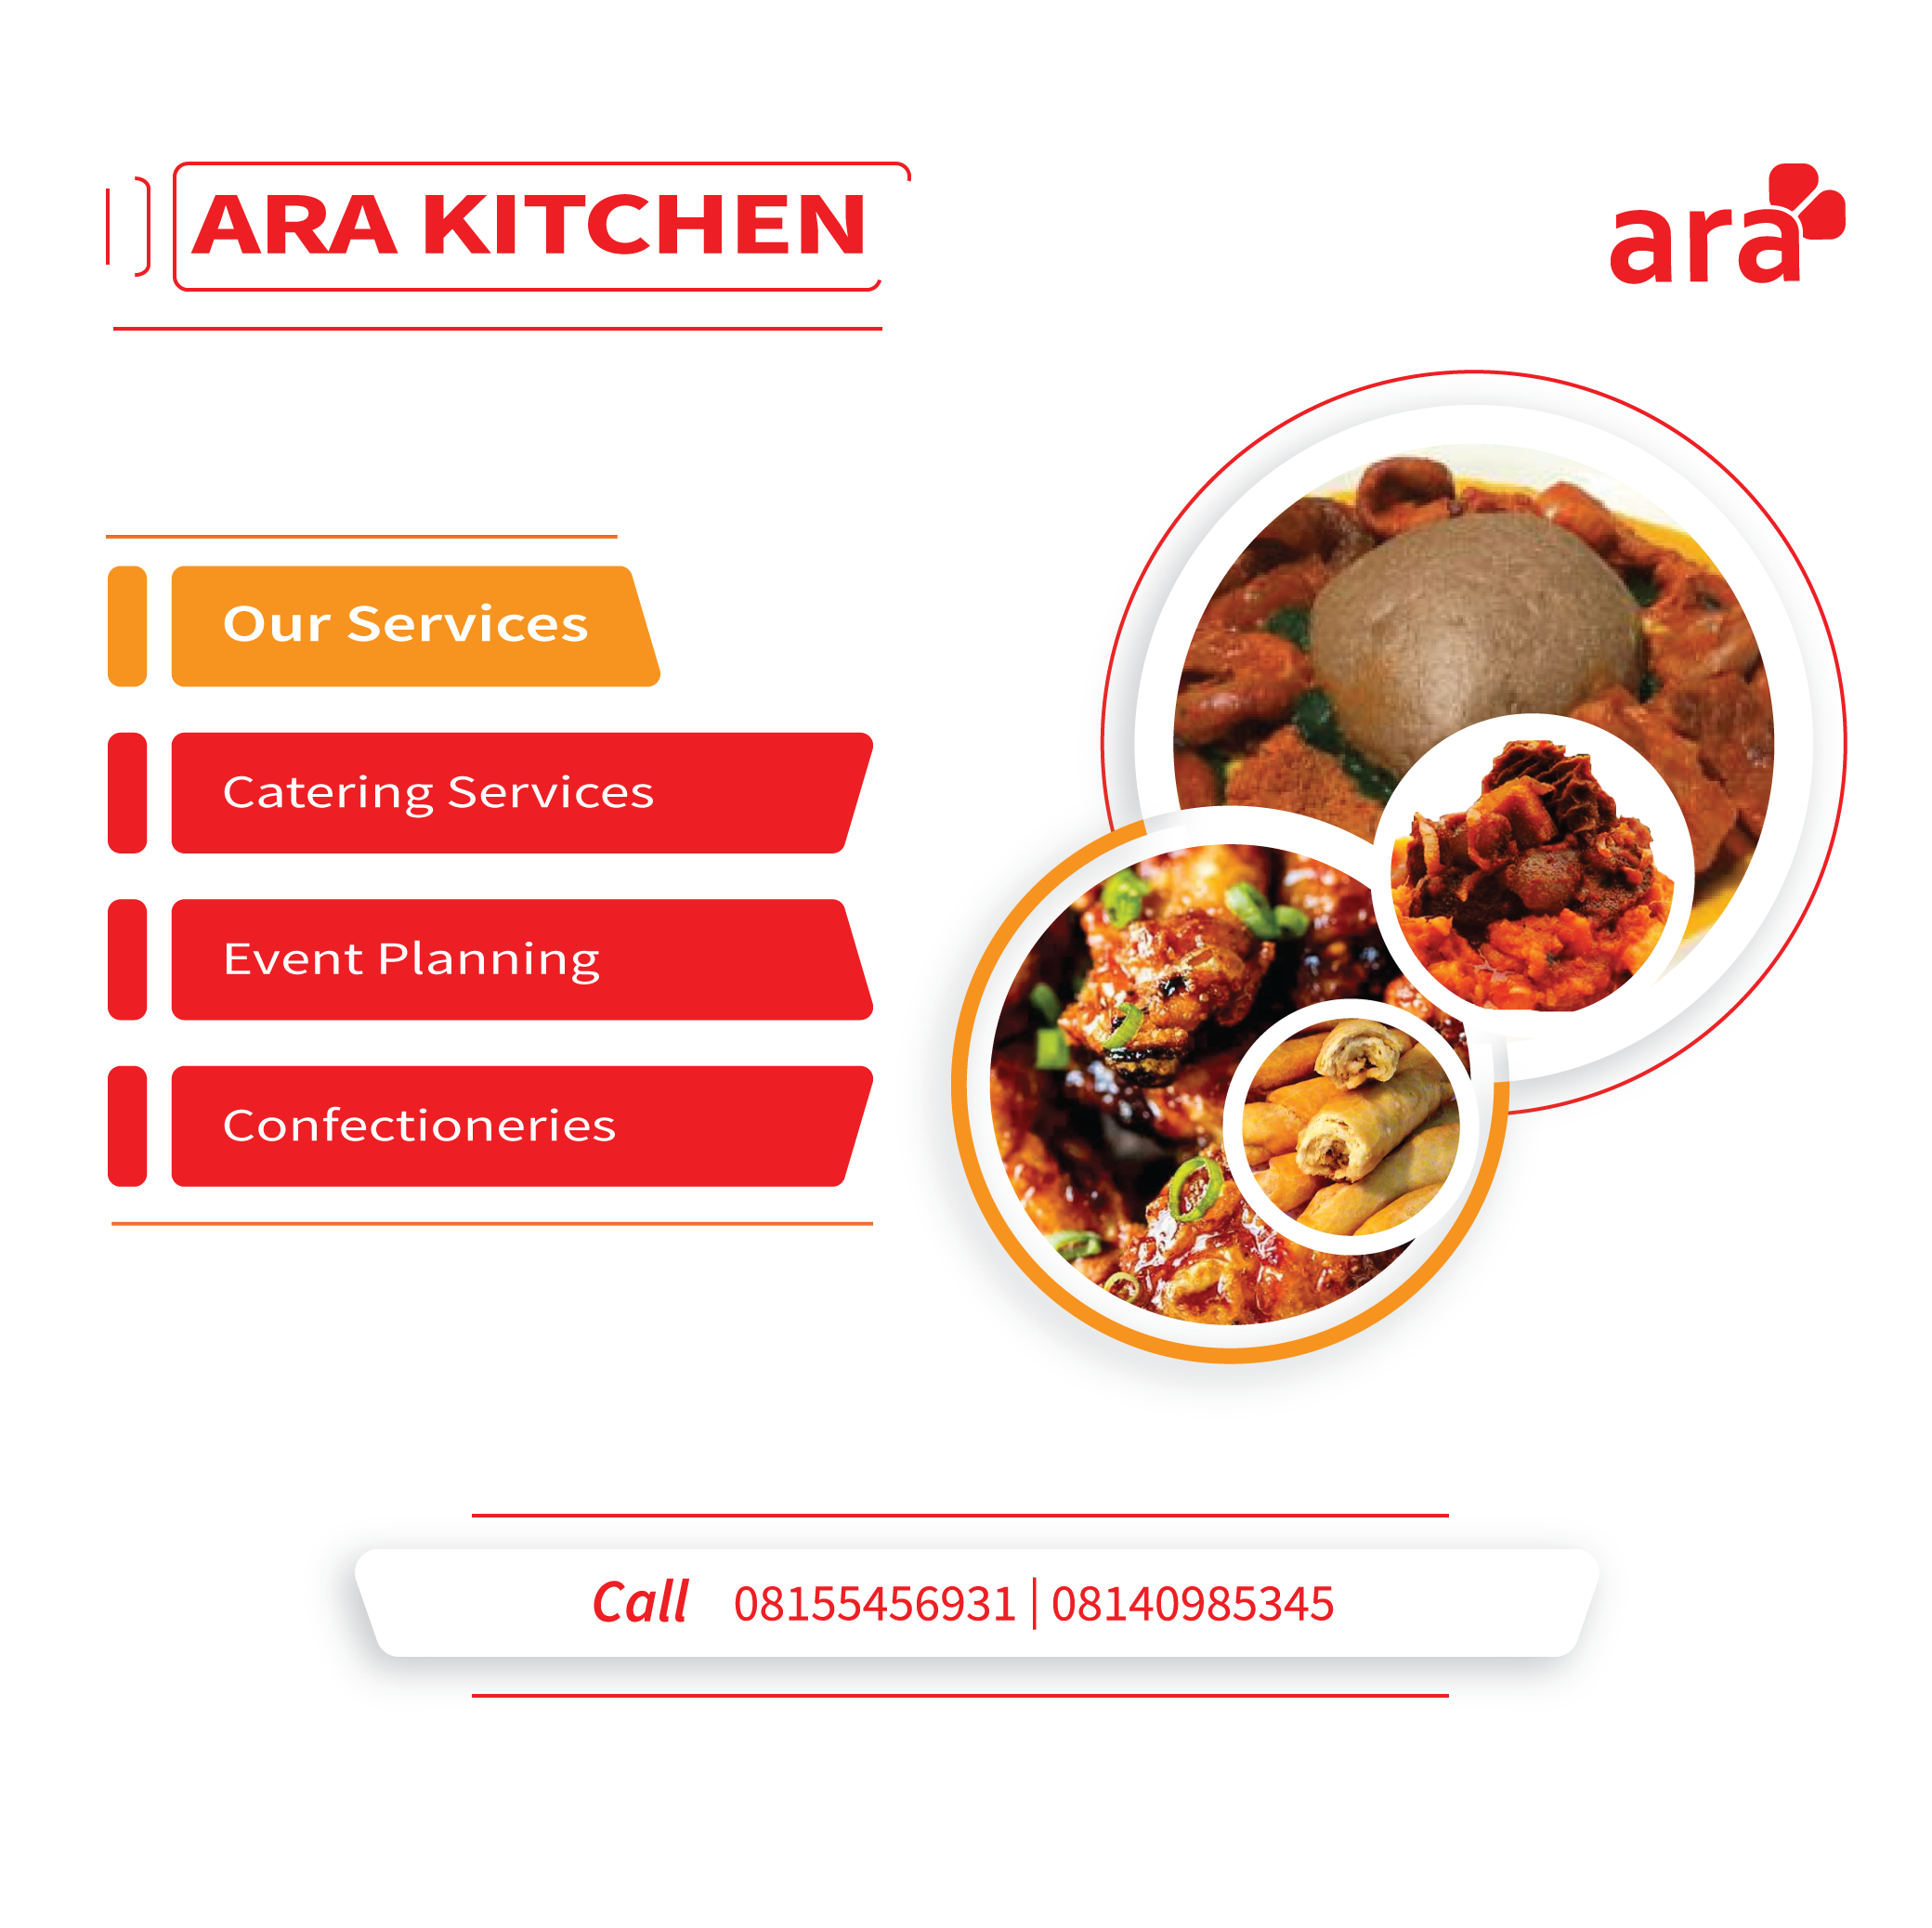 ARA KITCHEN
ara
Our Services
Catering Services
Event Planning
Confectioneries
Call 08155456931 | 08140985345